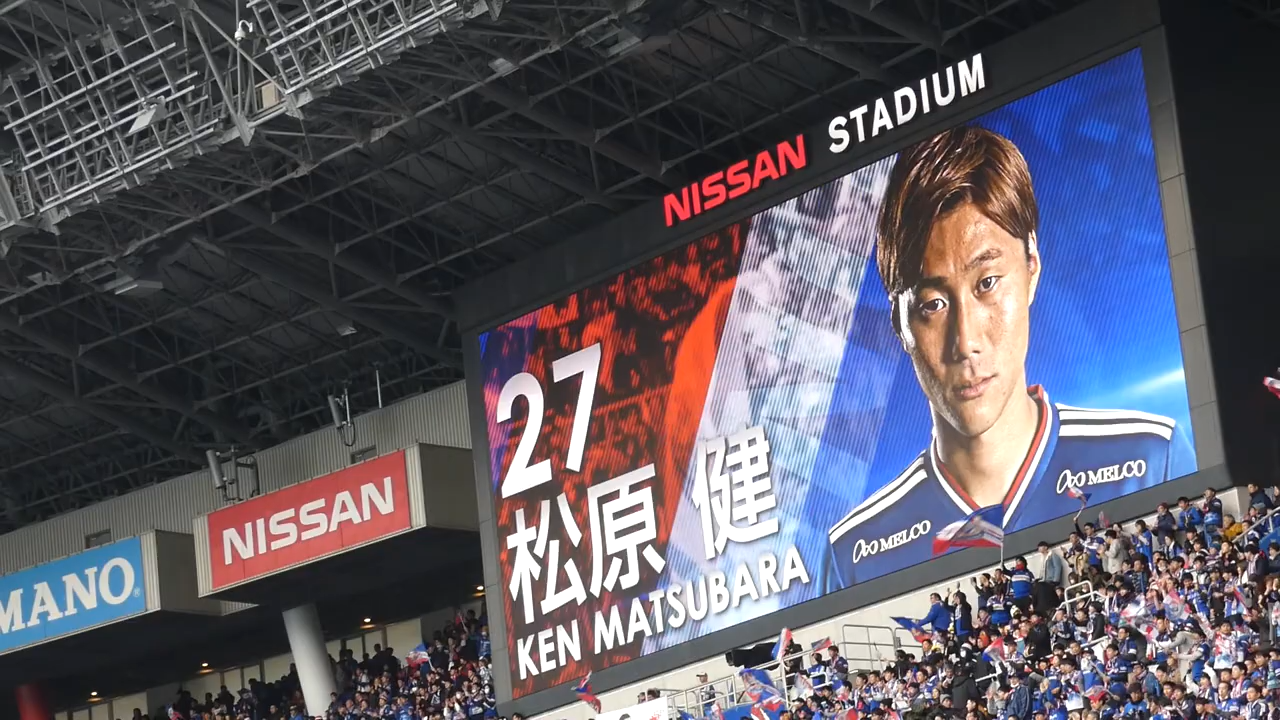 NISSAN STADIUM
27
松原 健
KEN MATSUBARA
MELCO
MELCO
NISSAN
MANO